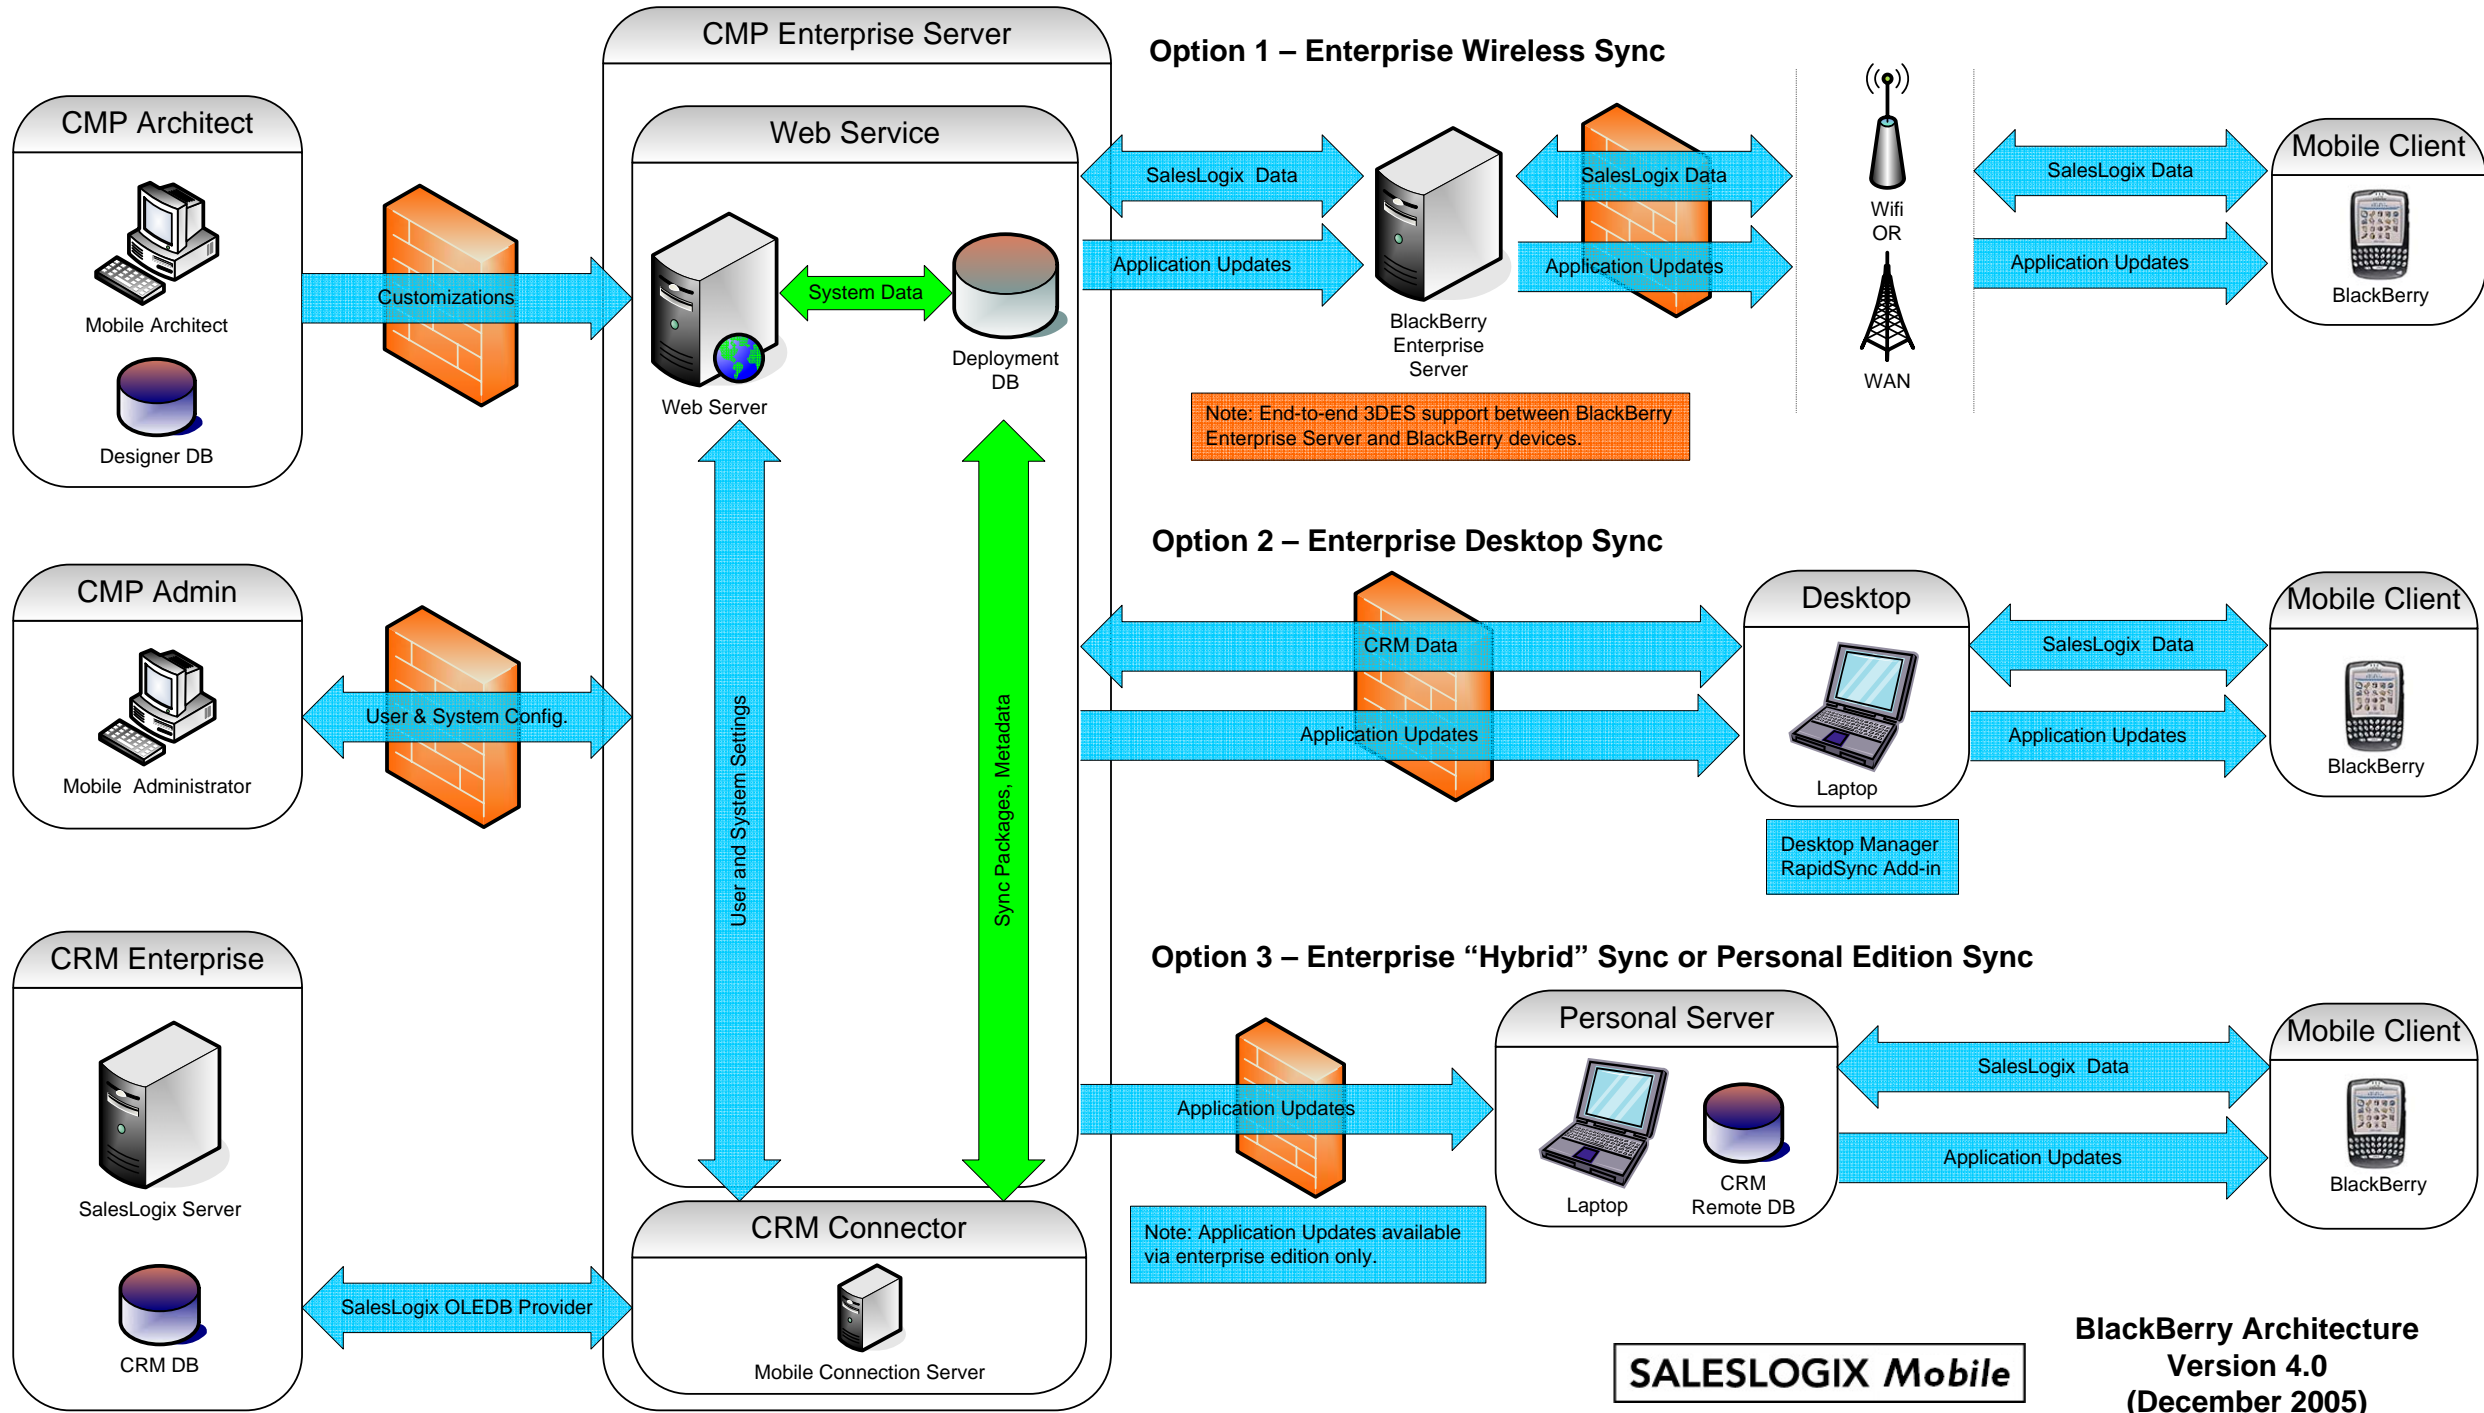 CMP Enterprise Server
Option 1 – Enterprise Wireless Sync
CMP Architect
Mobile Architect
Designer DB
Customizations
Web Service
Web Server
System Data
Deployment
DB
SalesLogix Data
Application Updates
BlackBerry
Enterprise
Server
SalesLogix Data
Application Updates
Wifi
OR
WAN
SalesLogix Data
Application Updates
Mobile Client
BlackBerry
Note: End-to-end 3DES support between BlackBerry
Enterprise Server and BlackBerry devices.
Option 2 – Enterprise Desktop Sync
CMP Admin
Mobile Administrator
User & System Config.
User and System Settings
Sync Packages, Metadata
CRM Data
Application Updates
Desktop
Laptop
Desktop Manager
RapidSync Add-in
SalesLogix Data
Application Updates
Mobile Client
BlackBerry
Option 3 – Enterprise “Hybrid” Sync or Personal Edition Sync
CRM Enterprise
SalesLogix Server
CRM DB
SalesLogix OLEDB Provider
CRM Connector
Mobile Connection Server
Application Updates
Note: Application Updates available
via enterprise edition only.
Personal Server
Laptop
CRM
Remote DB
SalesLogix Data
Application Updates
Mobile Client
BlackBerry
SALESLOGIX Mobile
BlackBerry Architecture
Version 4.0
(December 2005)